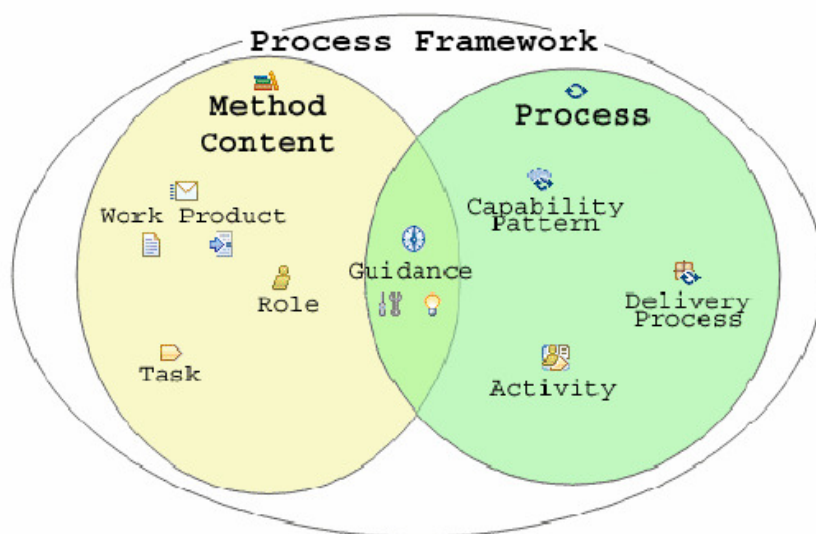 Process Framework
Method
Content
Work Product
Role
Task
Guidance
Process
Capability
Pattern
Delivery
Process
Activity